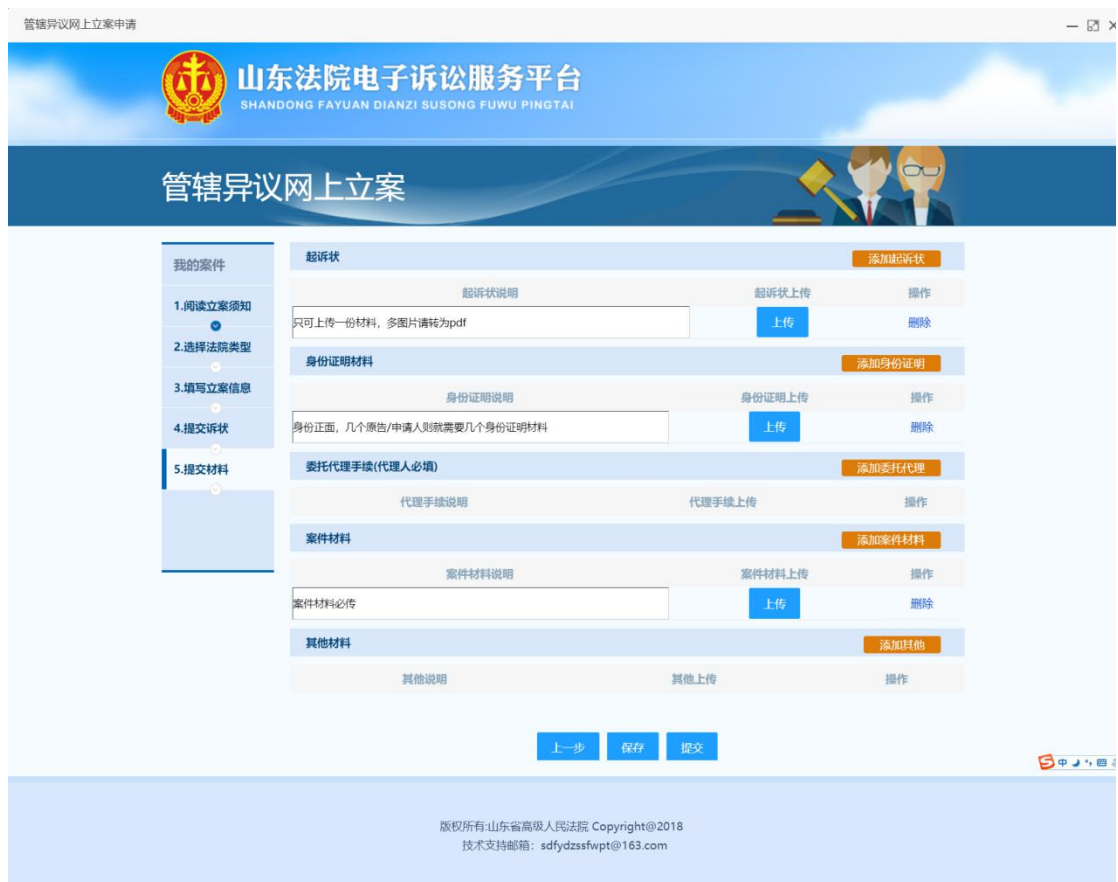 管辖异议网上立案申请
山东法院电子诉讼服务平台
SHANDONG FAYUAN DIANZI SUSONG FUWU PINGTAI
管辖异议网上立案
我的案件
1.阅读立案须知
2.选择法院类型
3.填写立案信息
4.提交诉状
5.提交材料
起诉状 添加起诉状
起诉状说明 起诉状上传 操作
只可上传一份材料，多图片请转为pdf 上传 删除
身份证明材料 添加身份证明
身份证明说明 身份证明上传 操作
身份正面，几个原告/申请人则就需要几个身份证明材料 上传 删除
委托代理手续(代理人必填) 添加委托代理
代理手续说明 代理手续上传 操作
案件材料 添加案件材料
案件材料说明 案件材料上传 操作
案件材料必传 上传 删除
其他材料 添加其他
其他说明 其他上传 操作
上一步 保存 提交
中
版权所有:山东省高级人民法院 Copyright@2018
技术支持邮箱：sdfydzssfwpt@163.com